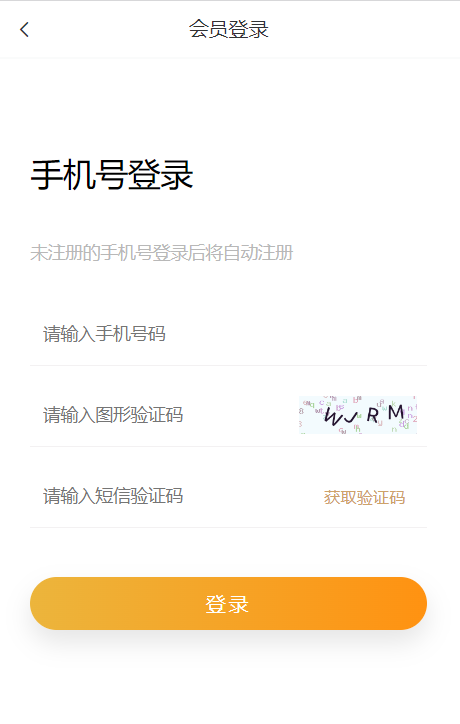 会员登录
手机号登录
未注册的手机号登录后将自动注册
请输入手机号码
请输入图形验证码
请输入短信验证码
获取验证码
登录